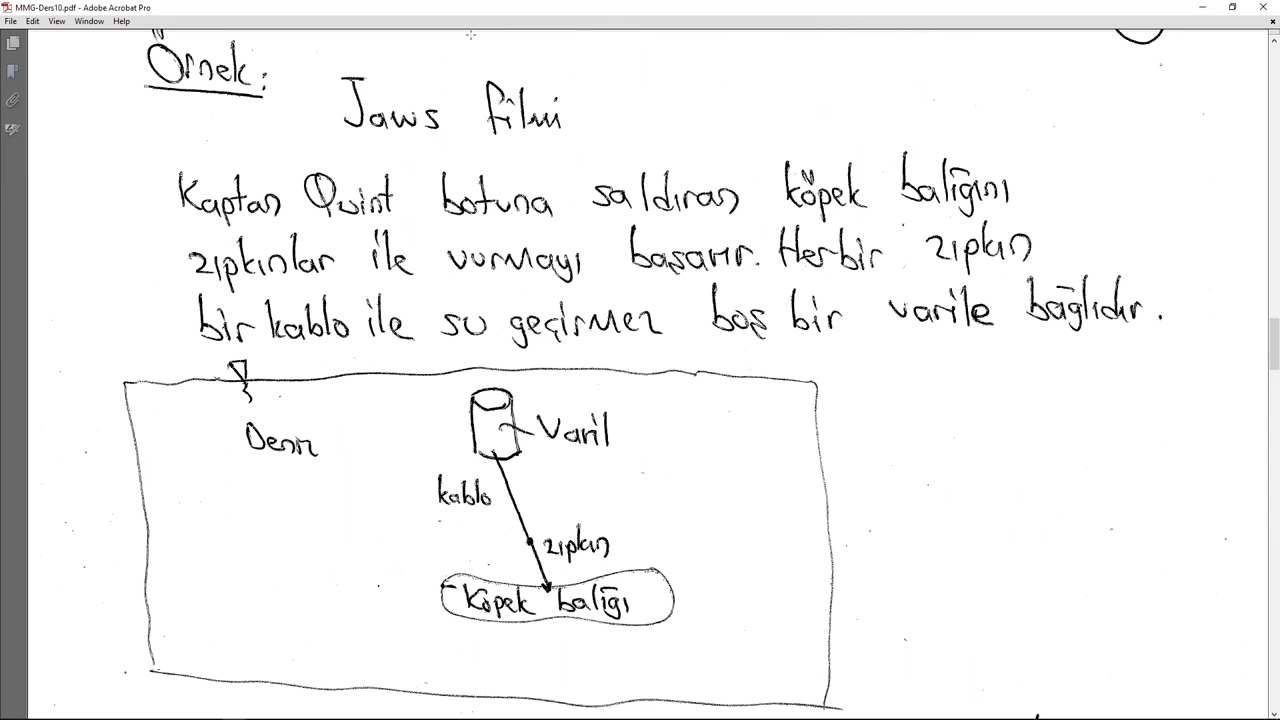 MMG-Ders10.pdf - Adobe Acrobat Pro
File Edit View Window Help
Örnek:
Jaws filmi
Kaptan Quint botuna saldıran köpek balığını
zıpkınlar ile vurmayı başarır. Herbir zıpkın
bir kablo ile su geçirmez boş bir varile bağlıdır.
Deniz
Varil
kablo
zıpkın
Köpek balığı